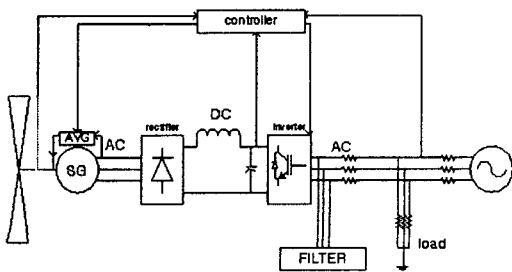 controller
AVG
AC
rectifier
DC
inverter
AC
SG
load
FILTER